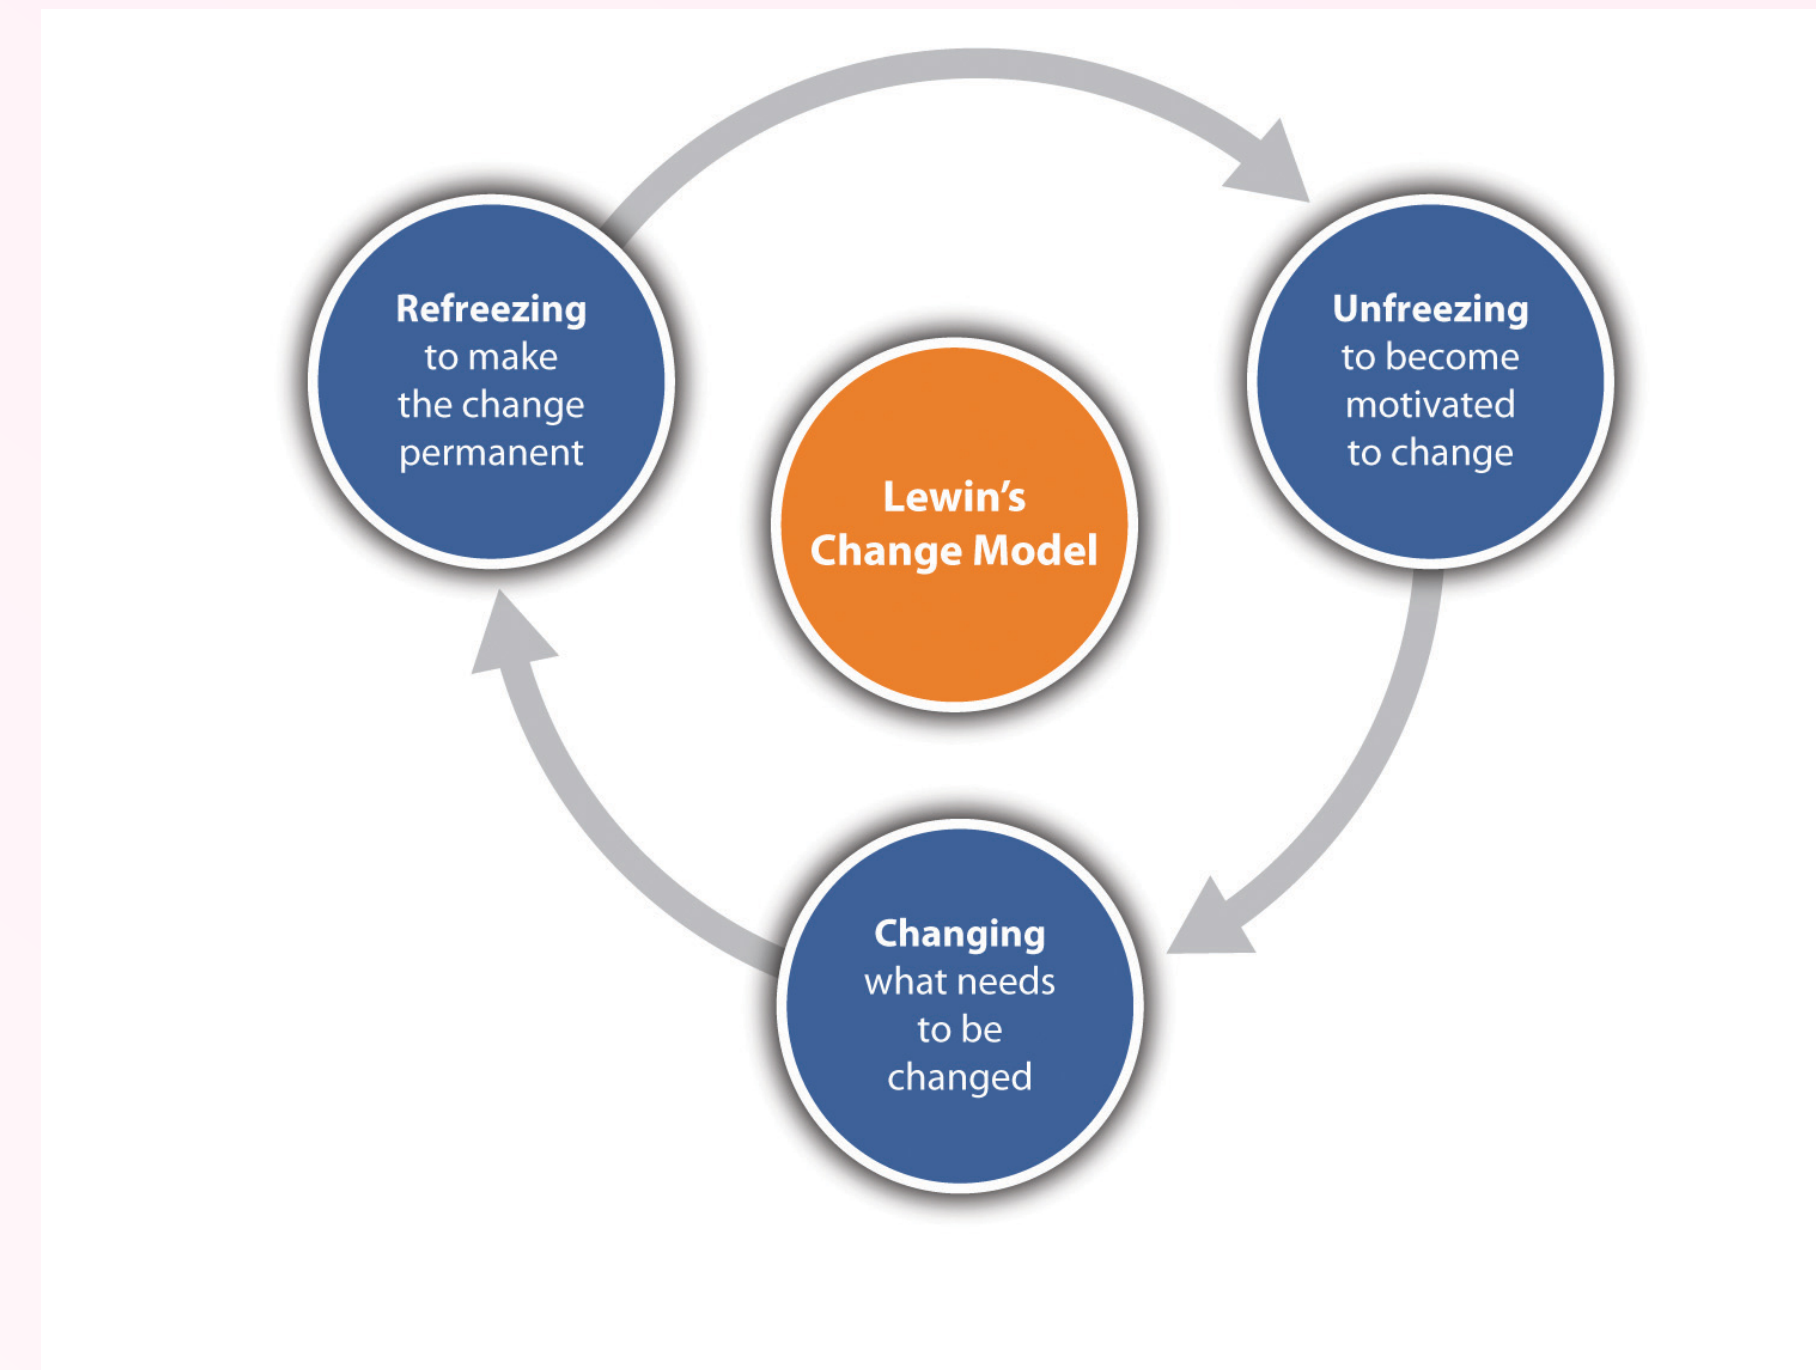 Refreezing
to make
the change
permanent
Unfreezing
to become
motivated
to change
Lewin’s
Change Model
Changing
what needs
to be
changed